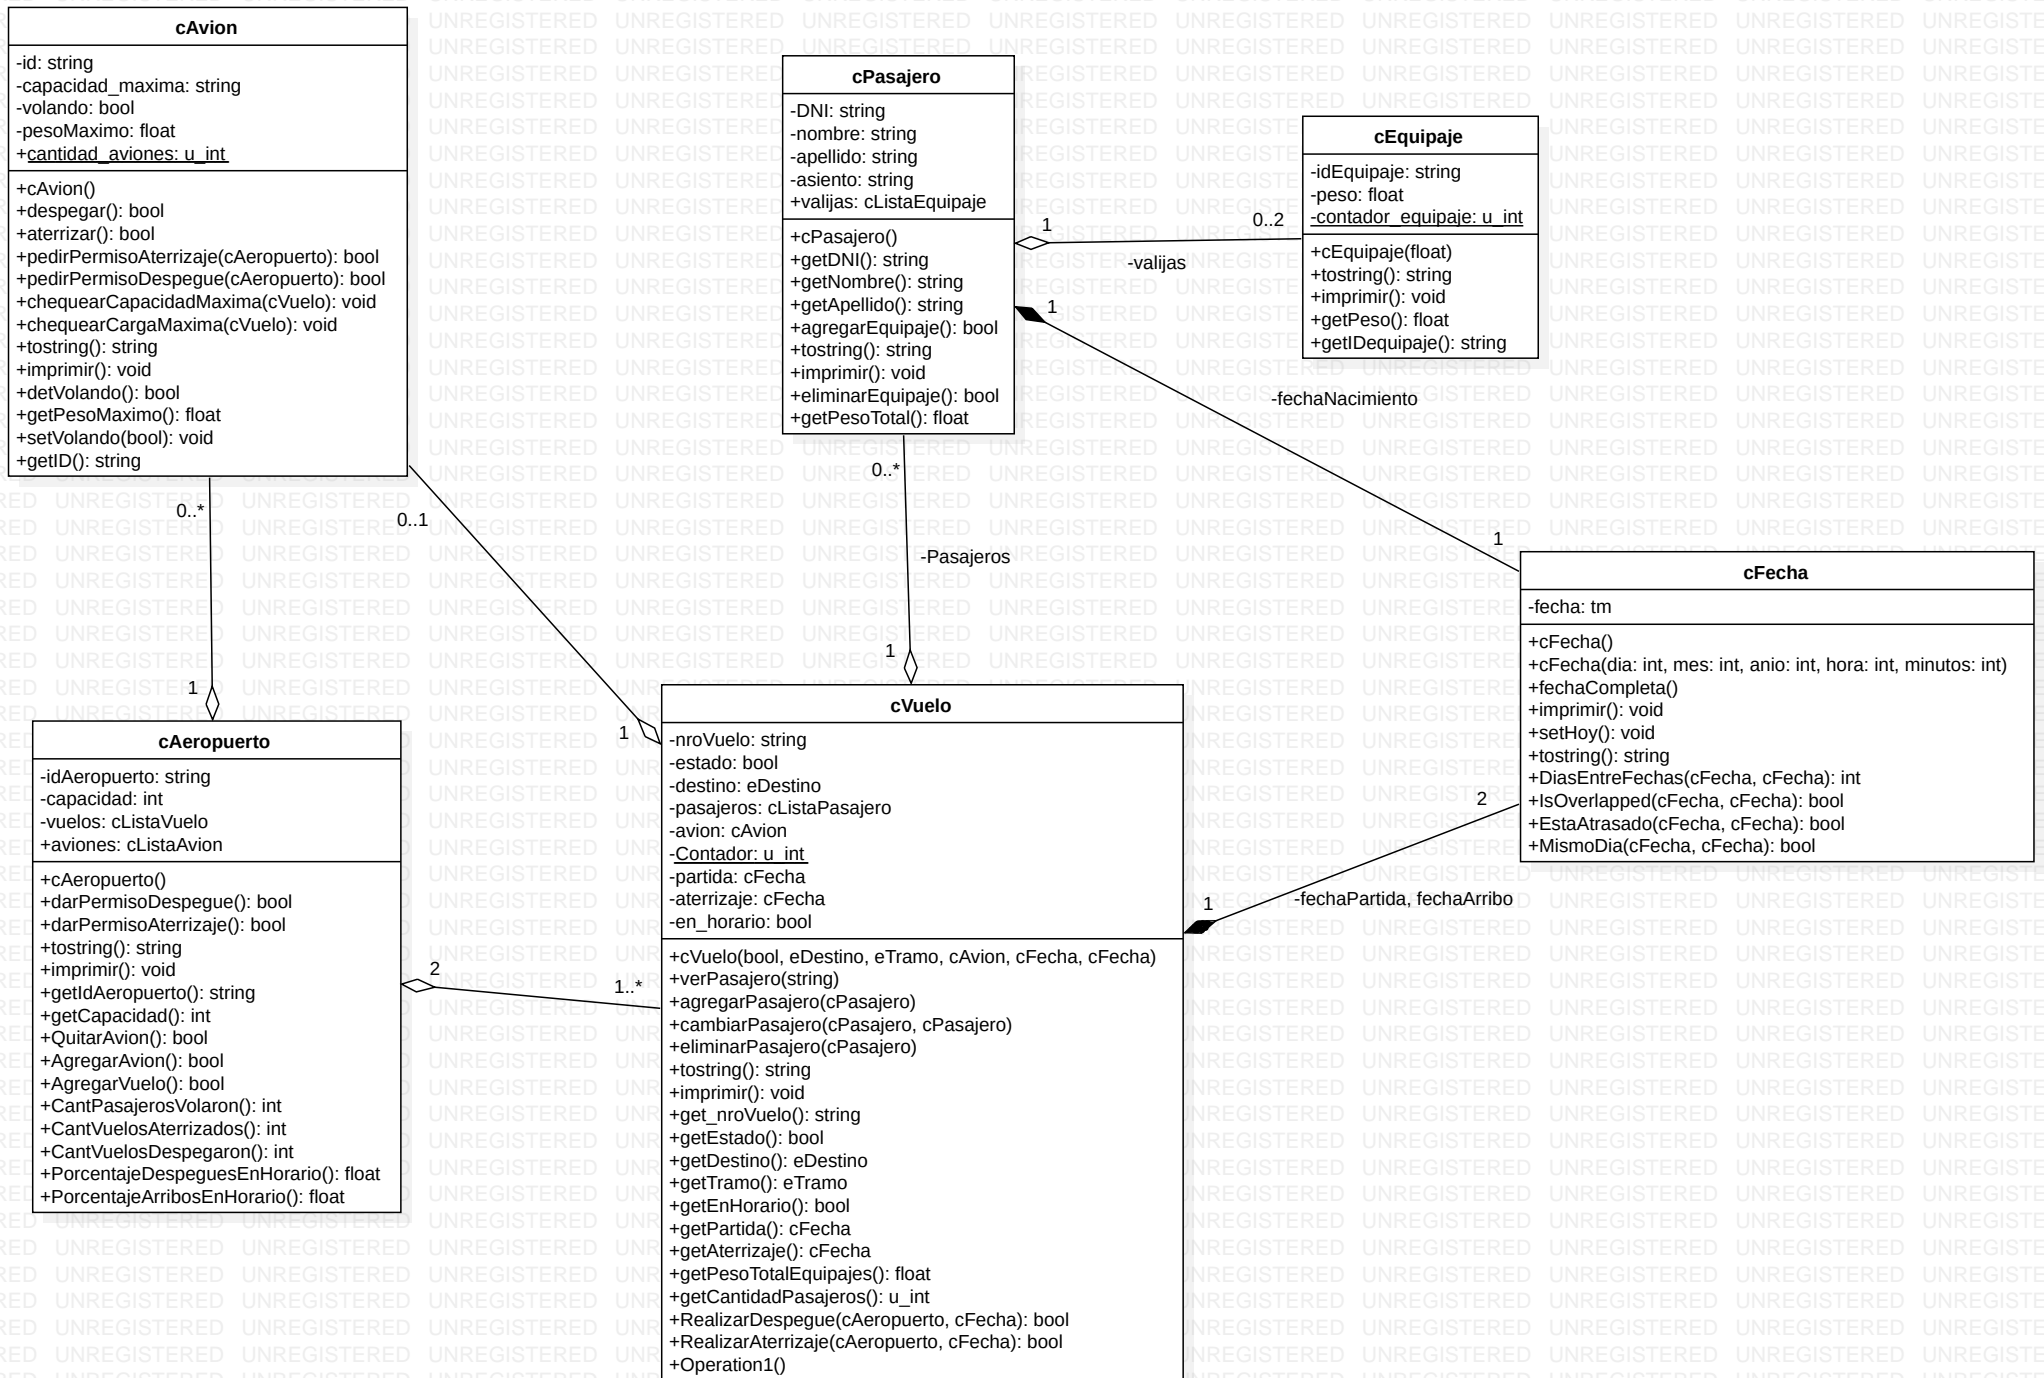 cAvion
-id: string
-capacidad_maxima: string
-volando: bool
-pesoMaximo: float
+cantidad_aviones: u_int
+cAvion()
+despegar(): bool
+aterrizar(): bool
+pedirPermisoAterrizaje(cAeropuerto): bool
+pedirPermisoDespegue(cAeropuerto): bool
+chequearCapacidadMaxima(cVuelo): void
+chequearCargaMaxima(cVuelo): void
+tostring(): string
+imprimir(): void
+detVolando(): bool
+getPesoMaximo(): float
+setVolando(bool): void
+getID(): string
cPasajero
-DNI: string
-nombre: string
-apellido: string
-asiento: string
+valijas: cListaEquipaje
+cPasajero()
+getDNI(): string
+getNombre(): string
+getApellido(): string
+agregarEquipaje(): bool
+tostring(): string
+imprimir(): void
+eliminarEquipaje(): bool
+getPesoTotal(): float
1
0..2
-valijas
cEquipaje
-idEquipaje: string
-peso: float
-contador_equipaje: u_int
+cEquipaje(float)
+tostring(): string
+imprimir(): void
+getPeso(): float
+getIDequipaje(): string
1
-fechaNacimiento
1
0..*
1
0..1
1
0..*
-Pasajeros
1
cFecha
-fecha: tm
+cFecha()
+cFecha(dia: int, mes: int, anio: int, hora: int, minutos: int)
+fechaCompleta()
+imprimir(): void
+setHoy(): void
+tostring(): string
+DiasEntreFechas(cFecha, cFecha): int
+IsOverlapped(cFecha, cFecha): bool
+EstaAtrasado(cFecha, cFecha): bool
+MismoDia(cFecha, cFecha): bool
2
-fechaPartida, fechaArribo
1
cAeropuerto
-idAeropuerto: string
-capacidad: int
-vuelos: cListaVuelo
+aviones: cListaAvion
+cAeropuerto()
+darPermisoDespegue(): bool
+darPermisoAterrizaje(): bool
+tostring(): string
+imprimir(): void
+getIdAeropuerto(): string
+getCapacidad(): int
+QuitarAvion(): bool
+AgregarAvion(): bool
+AgregarVuelo(): bool
+CantPasajerosVolaron(): int
+CantVuelosAterrizados(): int
+CantVuelosDespegaron(): int
+PorcentajeDespeguesEnHorario(): float
+PorcentajeArribosEnHorario(): float
2
1..*
cVuelo
-nroVuelo: string
-estado: bool
-destino: eDestino
-pasajeros: cListaPasajero
-avion: cAvion
-Contador: u_int
-partida: cFecha
-aterrizaje: cFecha
-en_horario: bool
+cVuelo(bool, eDestino, eTramo, cAvion, cFecha, cFecha)
+verPasajero(string)
+agregarPasajero(cPasajero)
+cambiarPasajero(cPasajero, cPasajero)
+eliminarPasajero(cPasajero)
+tostring(): string
+imprimir(): void
+get_nroVuelo(): string
+getEstado(): bool
+getDestino(): eDestino
+getTramo(): eTramo
+getEnHorario(): bool
+getPartida(): cFecha
+getAterrizaje(): cFecha
+getPesoTotalEquipajes(): float
+getCantidadPasajeros(): u_int
+RealizarDespegue(cAeropuerto, cFecha): bool
+RealizarAterrizaje(cAeropuerto, cFecha): bool
+Operation1()